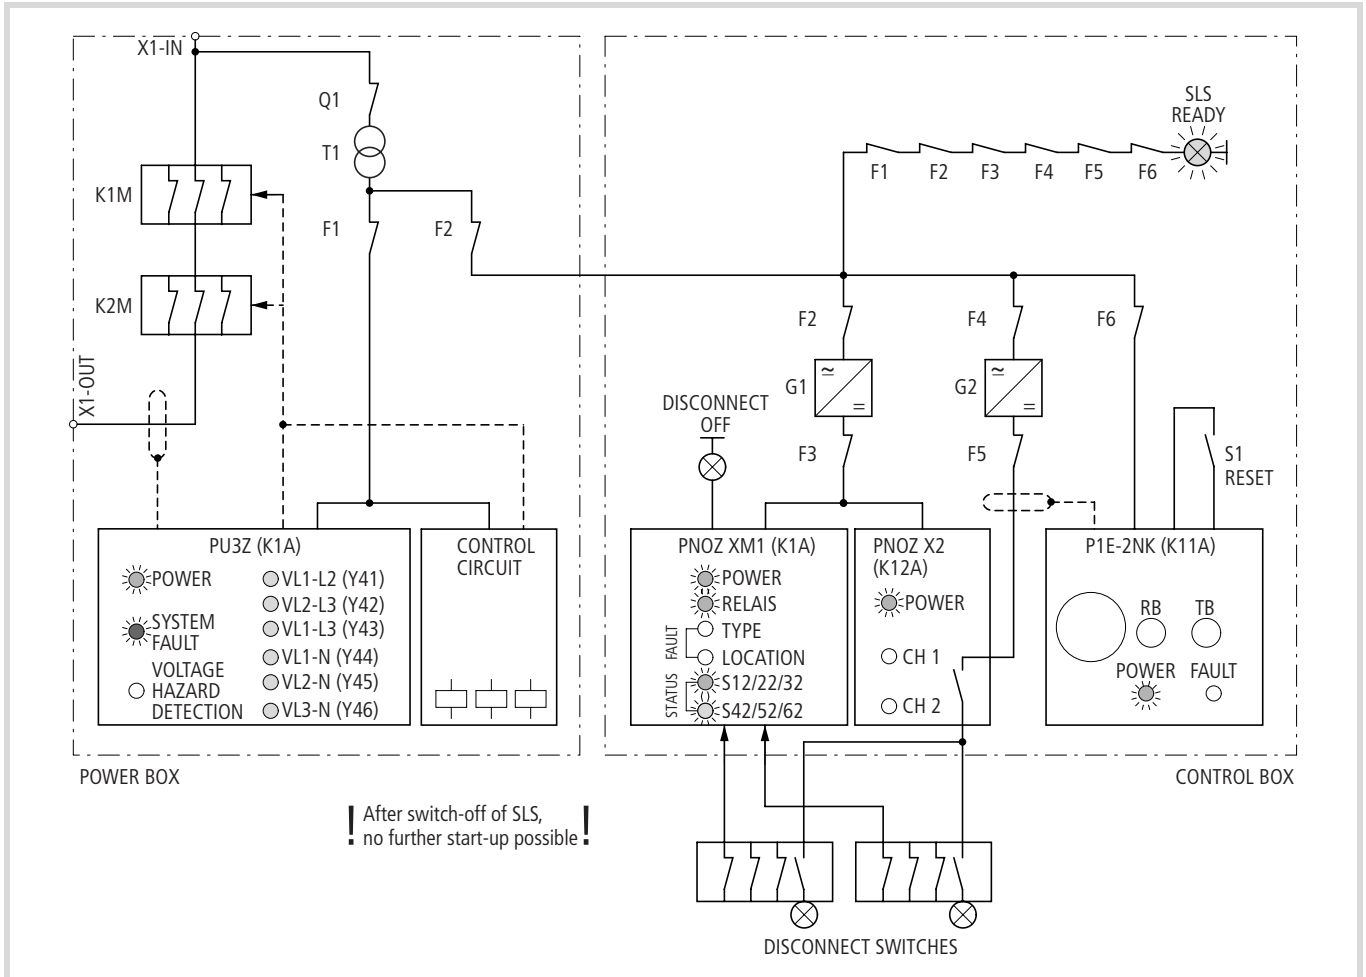 X1-IN
Q1
T1
K1M
F1
F2
K2M
X1-OUT
PU3Z (K1A)
POWER
SYSTEM
FAULT
VOLTAGE
HAZARD
DETECTION
VL1-L2 (Y41)
VL2-L3 (Y42)
VL1-L3 (Y43)
VL1-N (Y44)
VL2-N (Y45)
VL3-N (Y46)
CONTROL
CIRCUIT
POWER BOX
SLS
READY
F1 F2 F3 F4 F5 F6
F2
F4
F6
G1
≃
=
G2
≃
=
DISCONNECT
OFF
F3
F5
S1
RESET
PNOZ XM1 (K1A)
POWER
RELAIS
FAULT
TYPE
LOCATION
STATUS
S12/22/32
S42/52/62
PNOZ X2
(K12A)
POWER
CH 1
CH 2
P1E-2NK (K11A)
RB TB
POWER FAULT
CONTROL BOX
! After switch-off of SLS,
no further start-up possible !
DISCONNECT SWITCHES